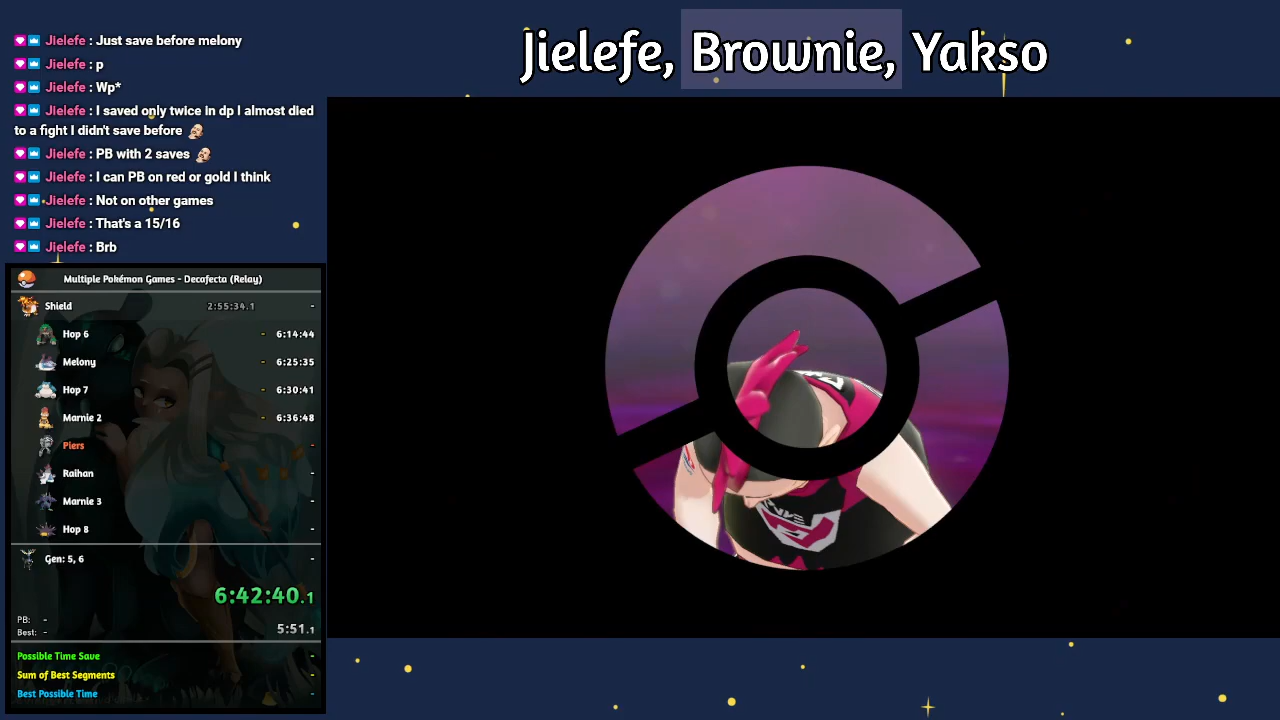 Jielefe, Brownie, Yakso
Jielefe : Just save before melony
Jielefe : p
Jielefe : Wp*
Jielefe : I saved only twice in dp I almost died
to a fight I didn't save before
Jielefe : PB with 2 saves
Jielefe : I can PB on red or gold I think
Jielefe : Not on other games
Jielefe : That's a 15/16
Jielefe : Brb
Multiple Pokémon Games - Decafecta (Relay)
Shield 2:55:34.1 -
Hop 6 - 6:14:44
Melony - 6:25:35
Hop 7 - 6:30:41
Marnie 2 - 6:36:48
Piers -
Raihan -
Marnie 3 -
Hop 8 -
Gen: 5, 6 -
6:42:40.1
PB: -
Best: -
5:51.1
Possible Time Save -
Sum of Best Segments -
Best Possible Time -